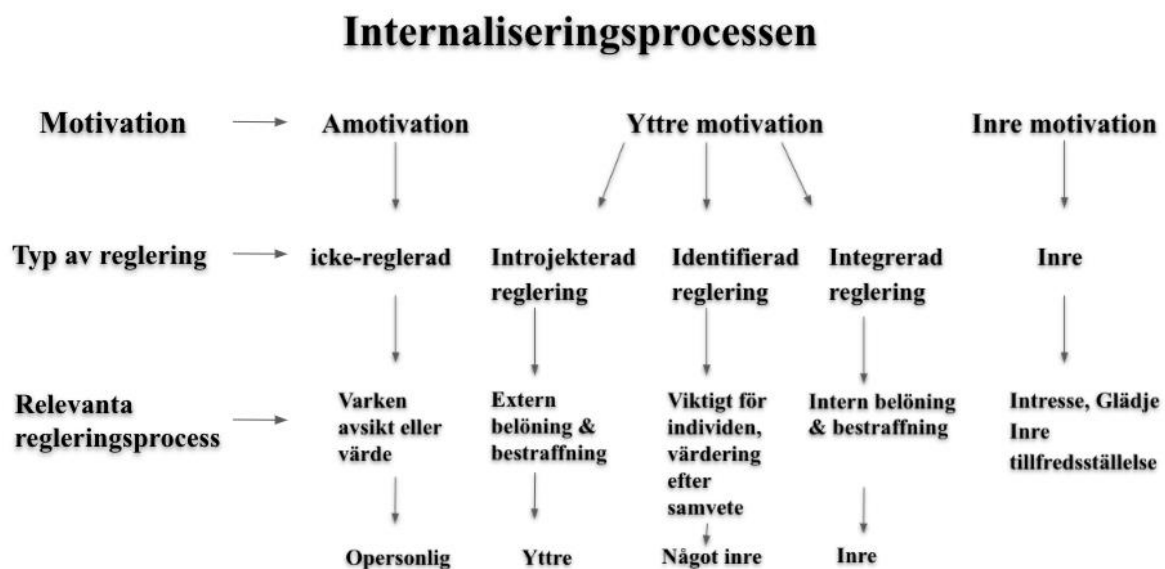 Internaliseringsprocessen
Motivation
Amotivation
Yttre motivation
Inre motivation
Typ av reglering
icke-reglerad
Introjekterad
reglering
Identifierad
reglering
Integrerad
reglering
Inre
Relevanta
regleringsprocess
Varken
avsikt eller
värde
Extern
belöning &
bestraffning
Viktigt för
individen,
värdering
efter
samvete
Intern belöning
& bestraffning
Intresse, Glädje
Inre
tillfredsställelse
Opersonlig
Yttre
Något inre
Inre